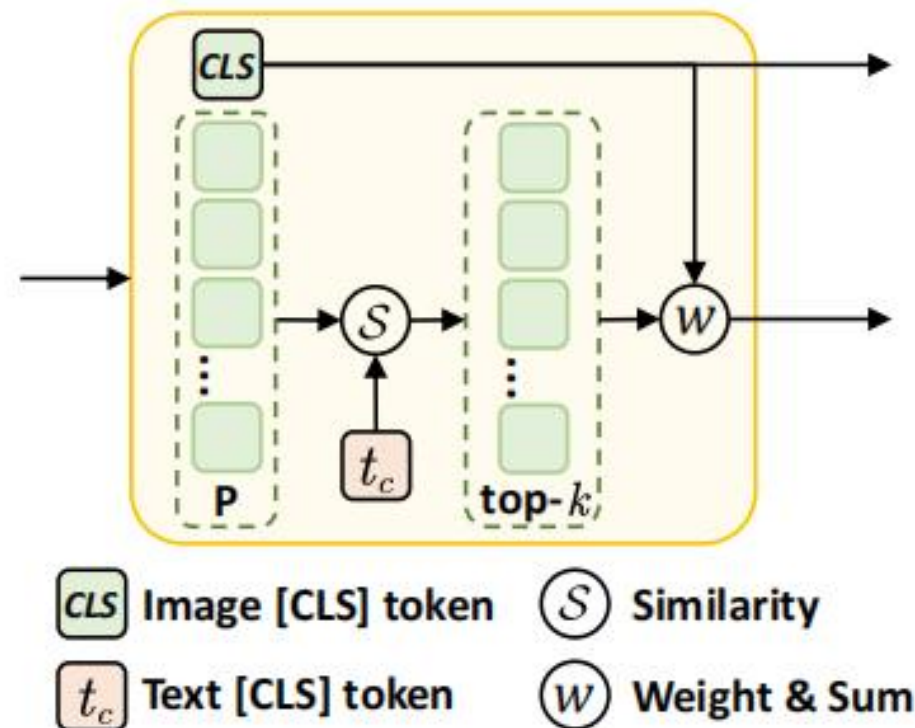 CLS
S
w
t_c
P
top-k
CLS Image [CLS] token
S Similarity
t_c Text [CLS] token
w Weight & Sum